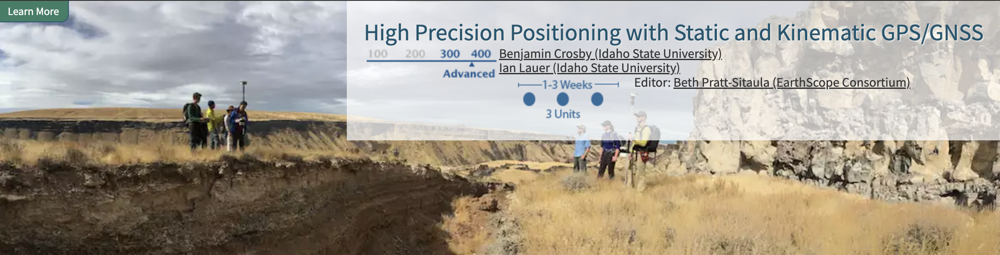 Learn More
High Precision Positioning with Static and Kinematic GPS/GNSS
100 200 300 400
Advanced
Benjamin Crosby (Idaho State University)
Ian Lauer (Idaho State University)
1-3 Weeks
3 Units
Editor: Beth Pratt-Sitaula (EarthScope Consortium)